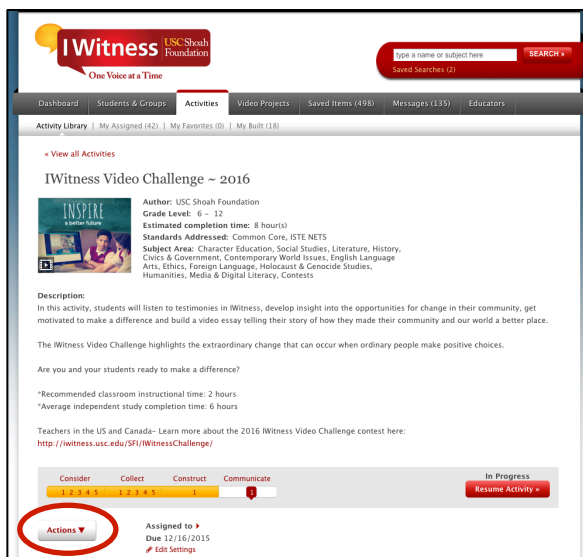 IWitness USC Shoah Foundation
One Voice at a Time
type a name or subject here SEARCH »
Saved Searches (2)
Dashboard Students & Groups Activities Video Projects Saved Items (498) Messages (135) Educators
Activity Library | My Assigned (42) | My Favorites (0) | My Built (18)
« View all Activities
IWitness Video Challenge ~ 2016
INSPIRE
a better future
Author: USC Shoah Foundation
Grade Level: 6 - 12
Estimated completion time: 8 hour(s)
Standards Addressed: Common Core, ISTE NETS
Subject Area: Character Education, Social Studies, Literature, History,
Civics & Government, Contemporary World Issues, English Language
Arts, Ethics, Foreign Language, Holocaust & Genocide Studies,
Humanities, Media & Digital Literacy, Contests
Description:
In this activity, students will listen to testimonies in IWitness, develop insight into the opportunities for change in their community, get
motivated to make a difference and build a video essay telling their story of how they made their community and our world a better place.
The IWitness Video Challenge highlights the extraordinary change that can occur when ordinary people make positive choices.
Are you and your students ready to make a difference?
*Recommended classroom instructional time: 2 hours
*Average independent study completion time: 6 hours
Teachers in the US and Canada- Learn more about the 2016 IWitness Video Challenge contest here:
http://iwitness.usc.edu/SFI/IWitnessChallenge/
Consider Collect Construct Communicate In Progress
1 2 3 4 5 1 2 3 4 5 1 1 Resume Activity »
Actions ▼ Assigned to ▸
Due 12/16/2015
Edit Settings